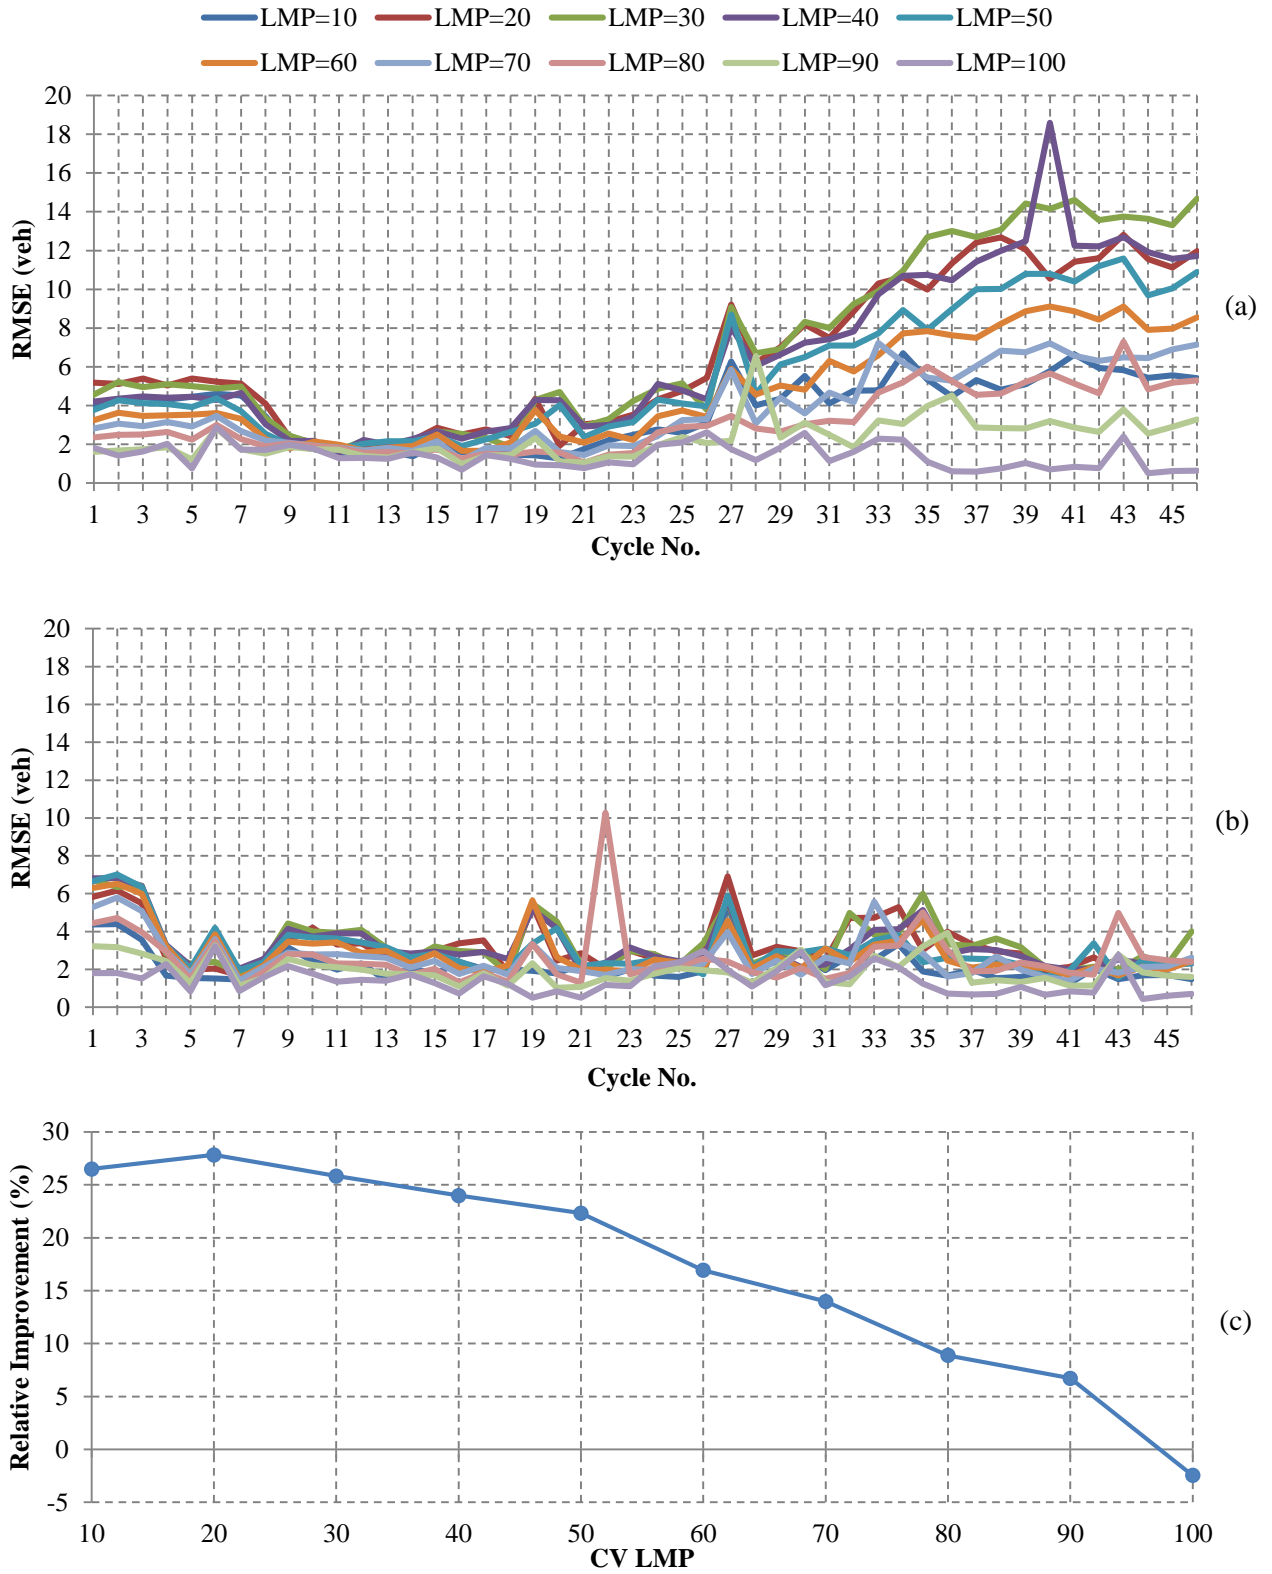 LMP=10 LMP=20 LMP=30 LMP=40 LMP=50
LMP=60 LMP=70 LMP=80 LMP=90 LMP=100
20
18
16
14
12
10
8
6
4
2
0
RMSE (veh)
(a)
1 3 5 7 9 11 13 15 17 19 21 23 25 27 29 31 33 35 37 39 41 43 45
Cycle No.
20
18
16
14
12
10
8
6
4
2
0
RMSE (veh)
(b)
1 3 5 7 9 11 13 15 17 19 21 23 25 27 29 31 33 35 37 39 41 43 45
Cycle No.
30
25
20
15
10
5
0
-5
Relative Improvement (%)
(c)
10 20 30 40 50 60 70 80 90 100
CV LMP